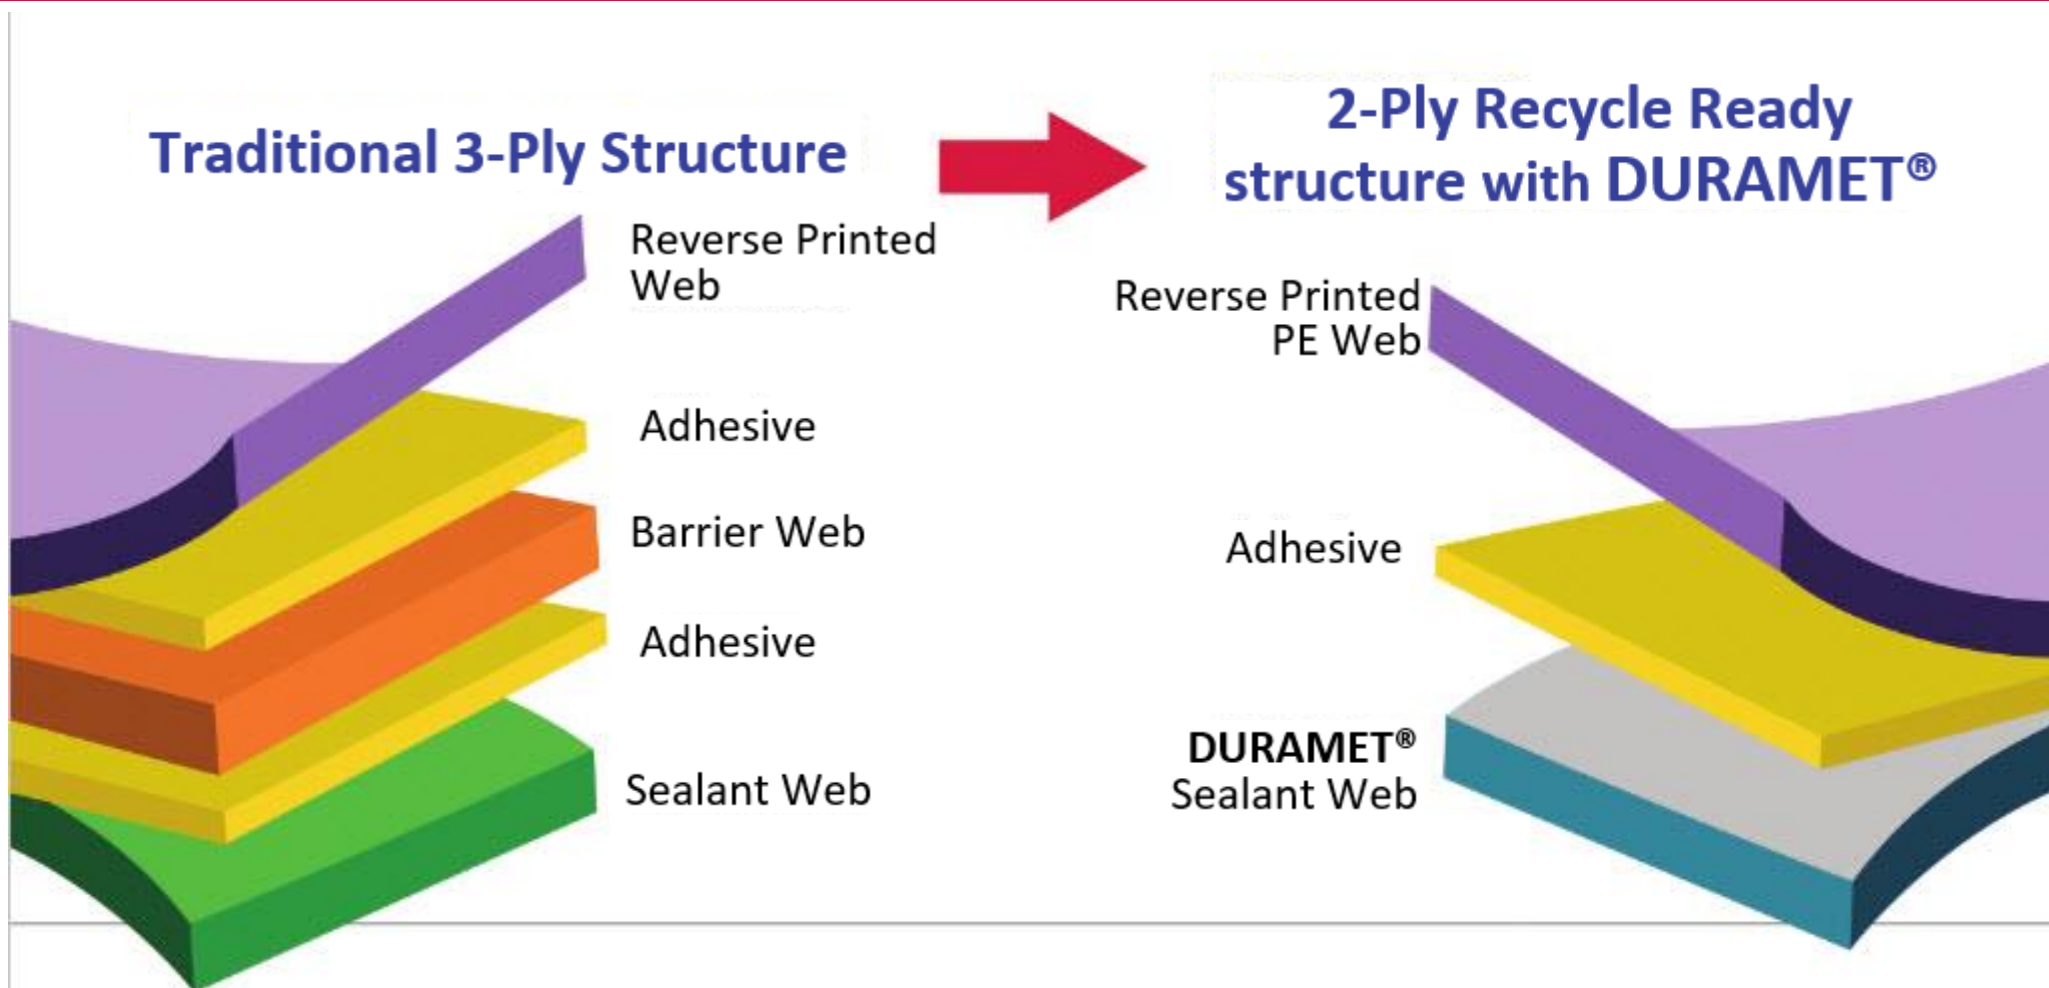 Traditional 3-Ply Structure
Reverse Printed
Web
Adhesive
Barrier Web
Adhesive
Sealant Web
2-Ply Recycle Ready
structure with DURAMET®
Reverse Printed
PE Web
Adhesive
DURAMET®
Sealant Web